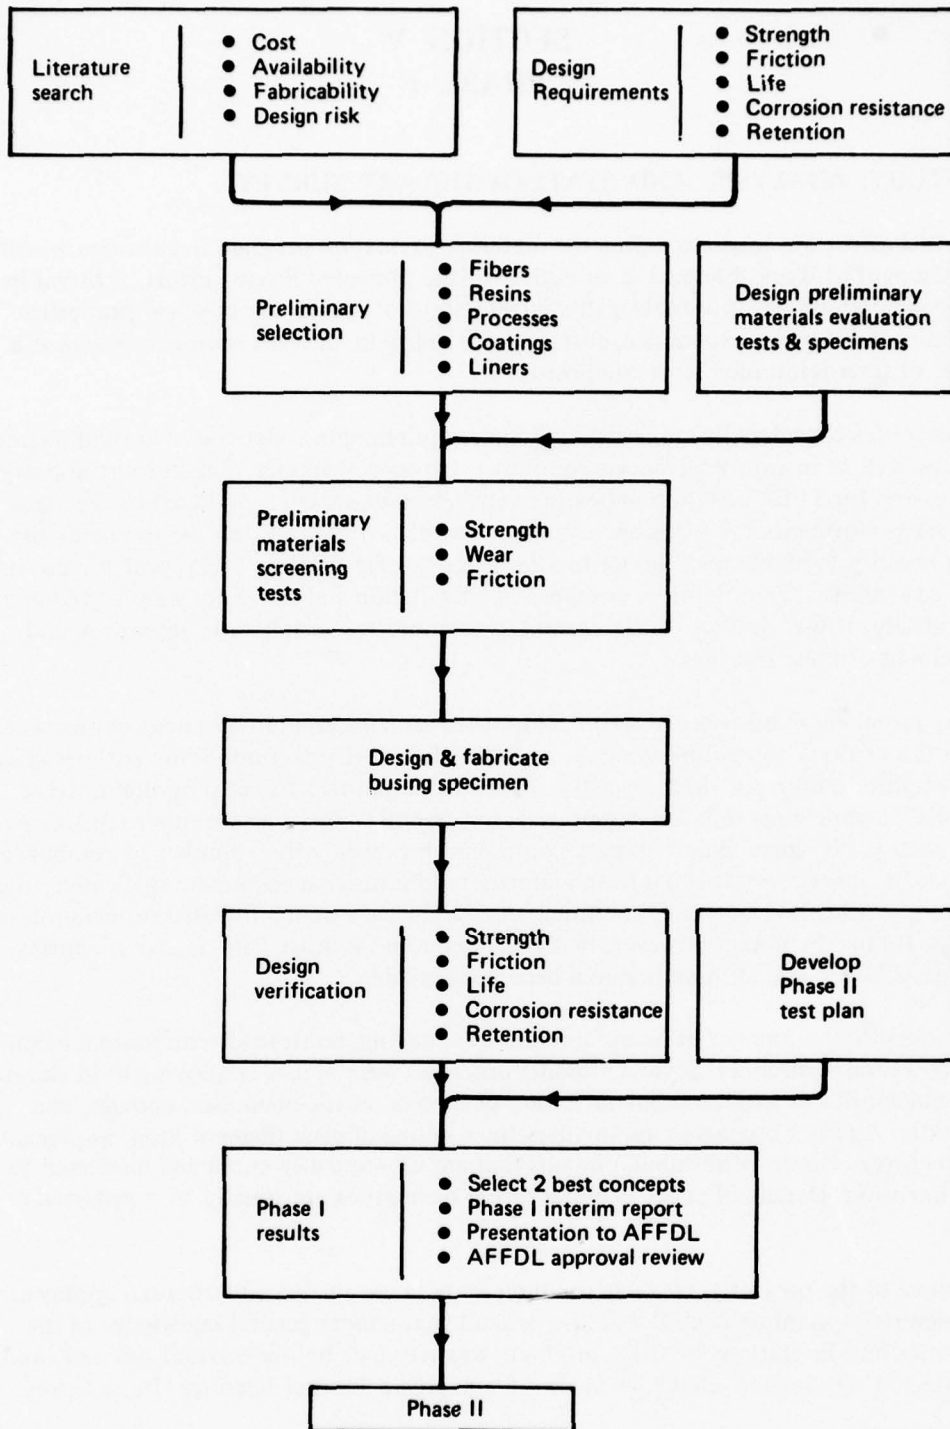 Literature
search
● Cost
● Availability
● Fabricability
● Design risk
Design
Requirements
● Strength
● Friction
● Life
● Corrosion resistance
● Retention
Preliminary
selection
● Fibers
● Resins
● Processes
● Coatings
● Liners
Design preliminary
materials evaluation
tests & specimens
Preliminary
materials
screening
tests
● Strength
● Wear
● Friction
Design & fabricate
busing specimen
Design
verification
● Strength
● Friction
● Life
● Corrosion resistance
● Retention
Develop
Phase II
test plan
Phase I
results
● Select 2 best concepts
● Phase I interim report
● Presentation to AFFDL
● AFFDL approval review
Phase II